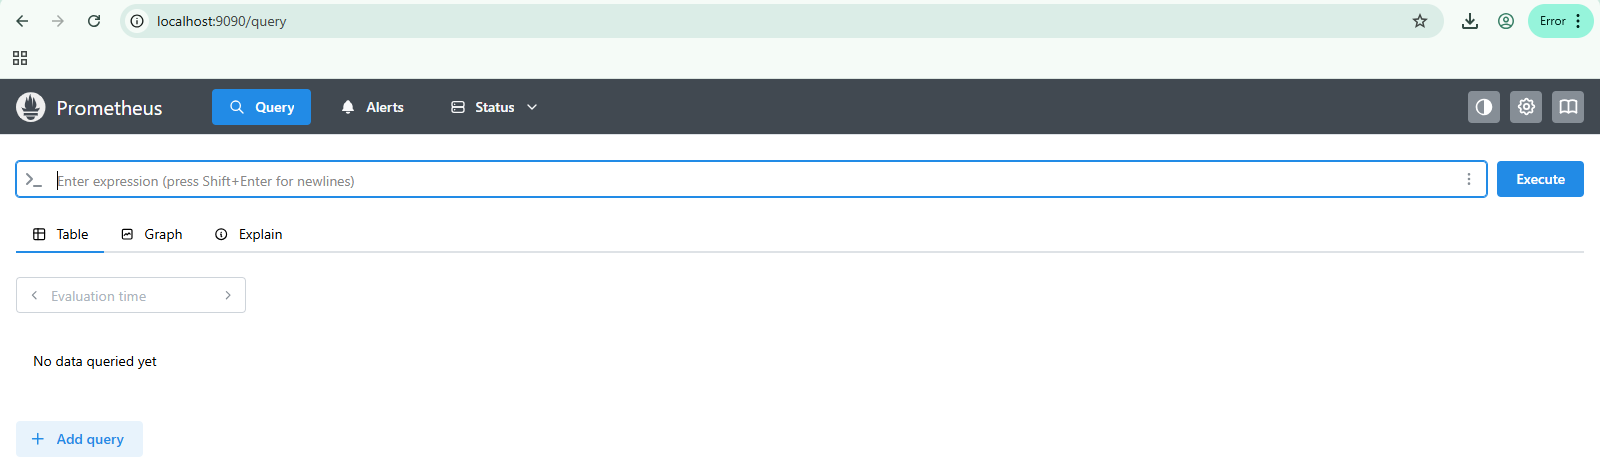 localhost:9090/query
Error
Prometheus
Query
Alerts
Status
Enter expression (press Shift+Enter for newlines)
Execute
Table
Graph
Explain
Evaluation time
No data queried yet
Add query